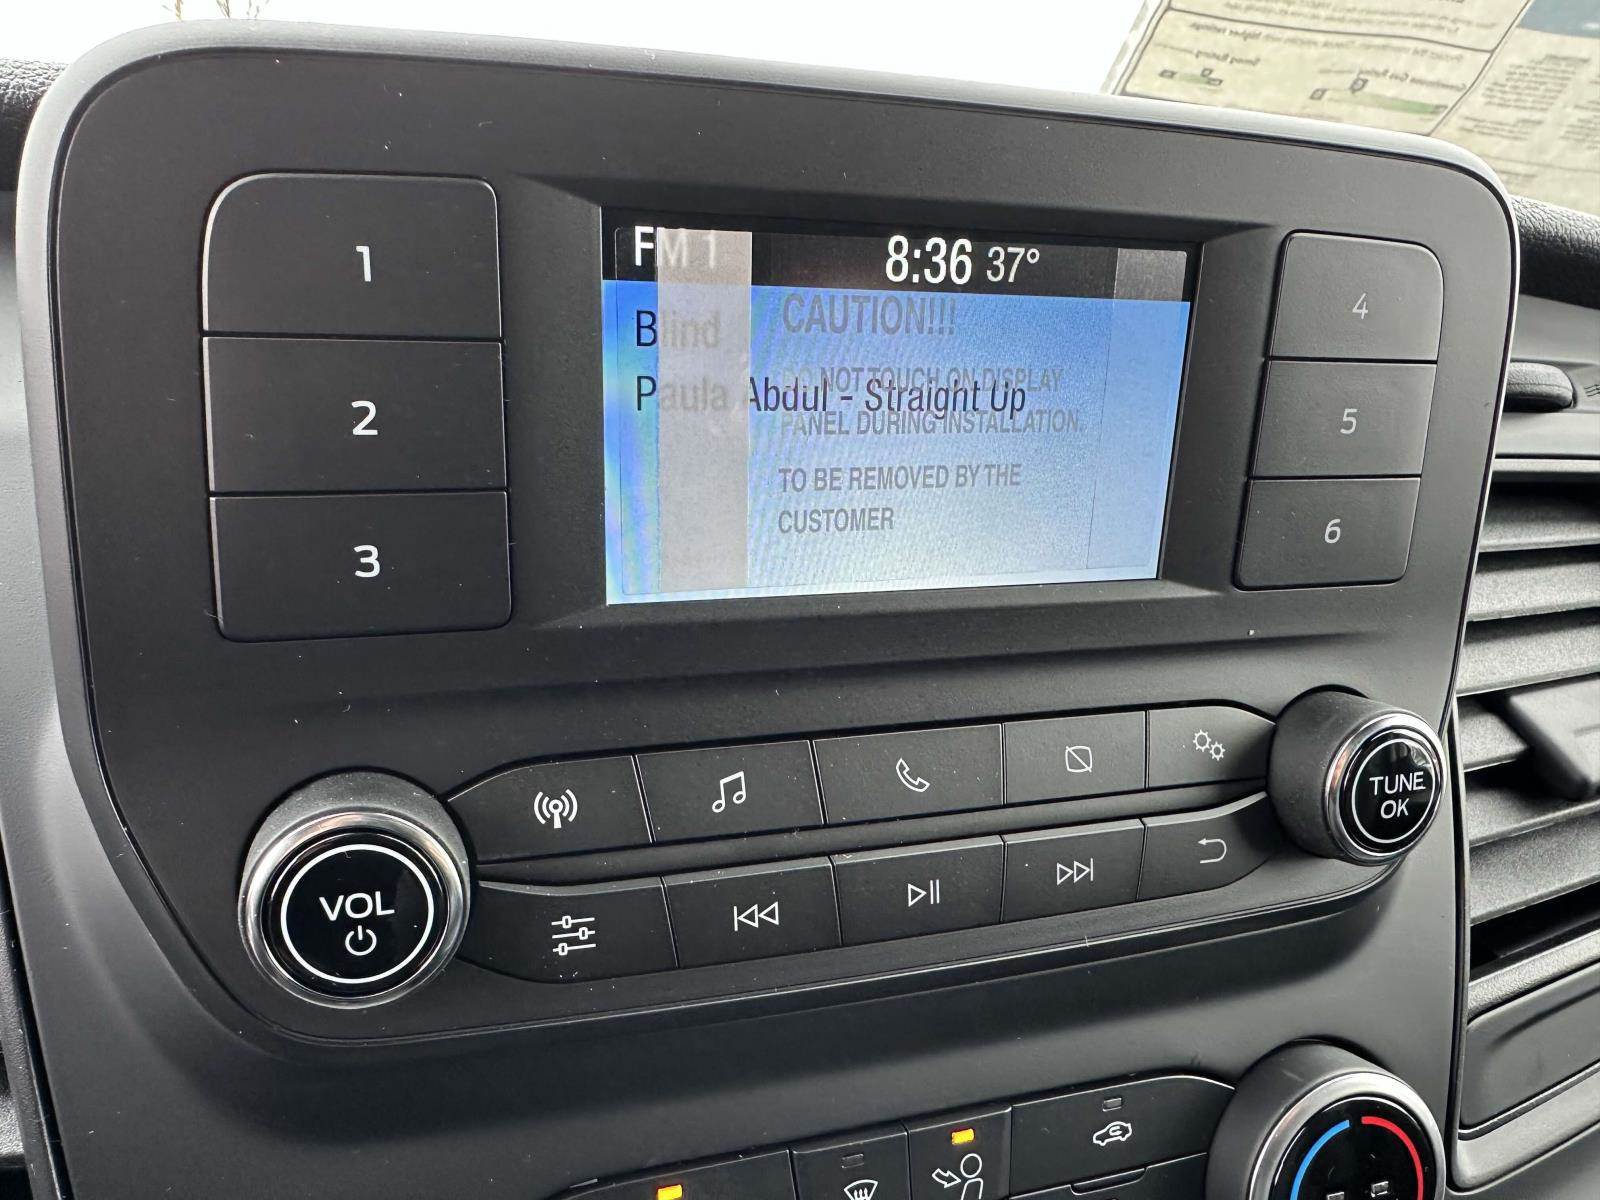 1
2
3
FM 1
8:36 37°
Blind
Paula Abdul - Straight Up
CAUTION!!!
DO NOT TOUCH ON DISPLAY
PANEL DURING INSTALLATION.
TO BE REMOVED BY THE
CUSTOMER
4
5
6
VOL
TUNE
OK